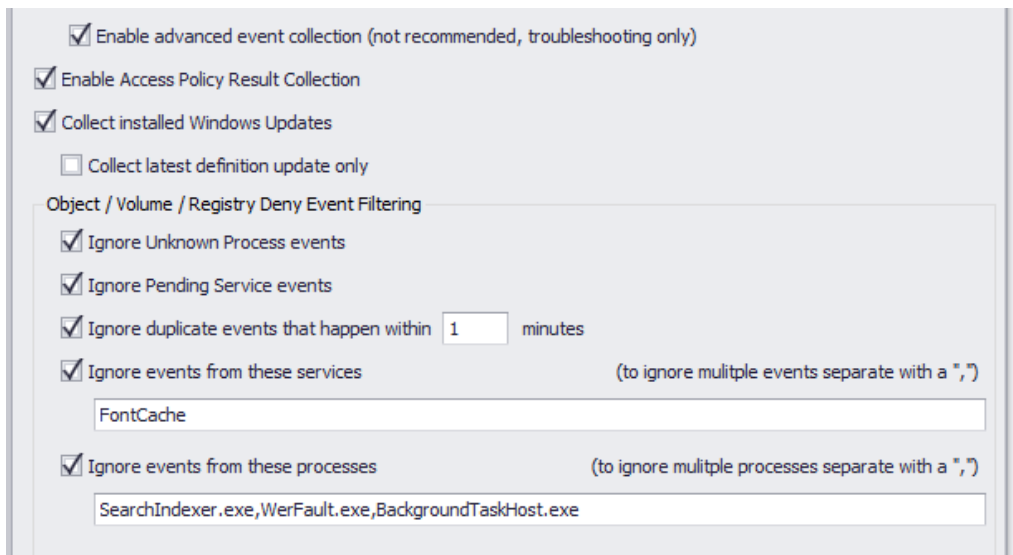 Enable advanced event collection (not recommended, troubleshooting only)
Enable Access Policy Result Collection
Collect installed Windows Updates
Collect latest definition update only
Object / Volume / Registry Deny Event Filtering
Ignore Unknown Process events
Ignore Pending Service events
Ignore duplicate events that happen within 1 minutes
Ignore events from these services (to ignore mulitple events separate with a ",")
FontCache
Ignore events from these processes (to ignore mulitple processes separate with a ",")
SearchIndexer.exe,WerFault.exe,BackgroundTaskHost.exe